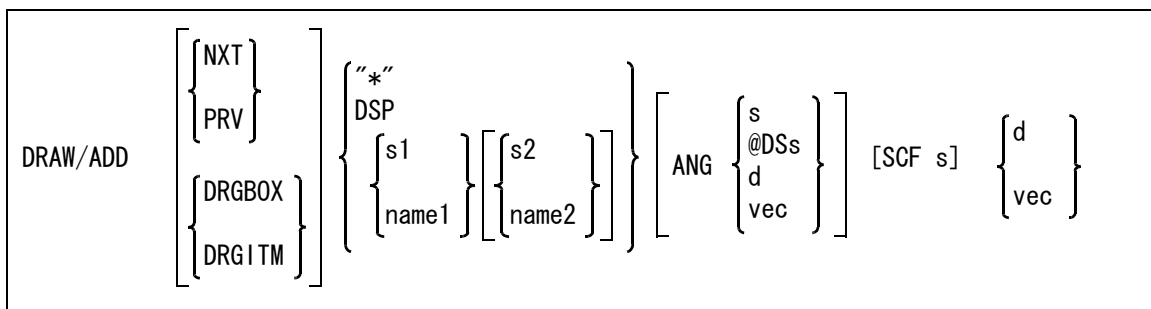 DRAW/ADD [ { NXT PRV } { DRGBOX DRGITM } ] { "*" DSP { s1 name1 } [ { s2 name2 } ] } [ ANG { s @DSs d vec } ] [SCF s] { d vec }